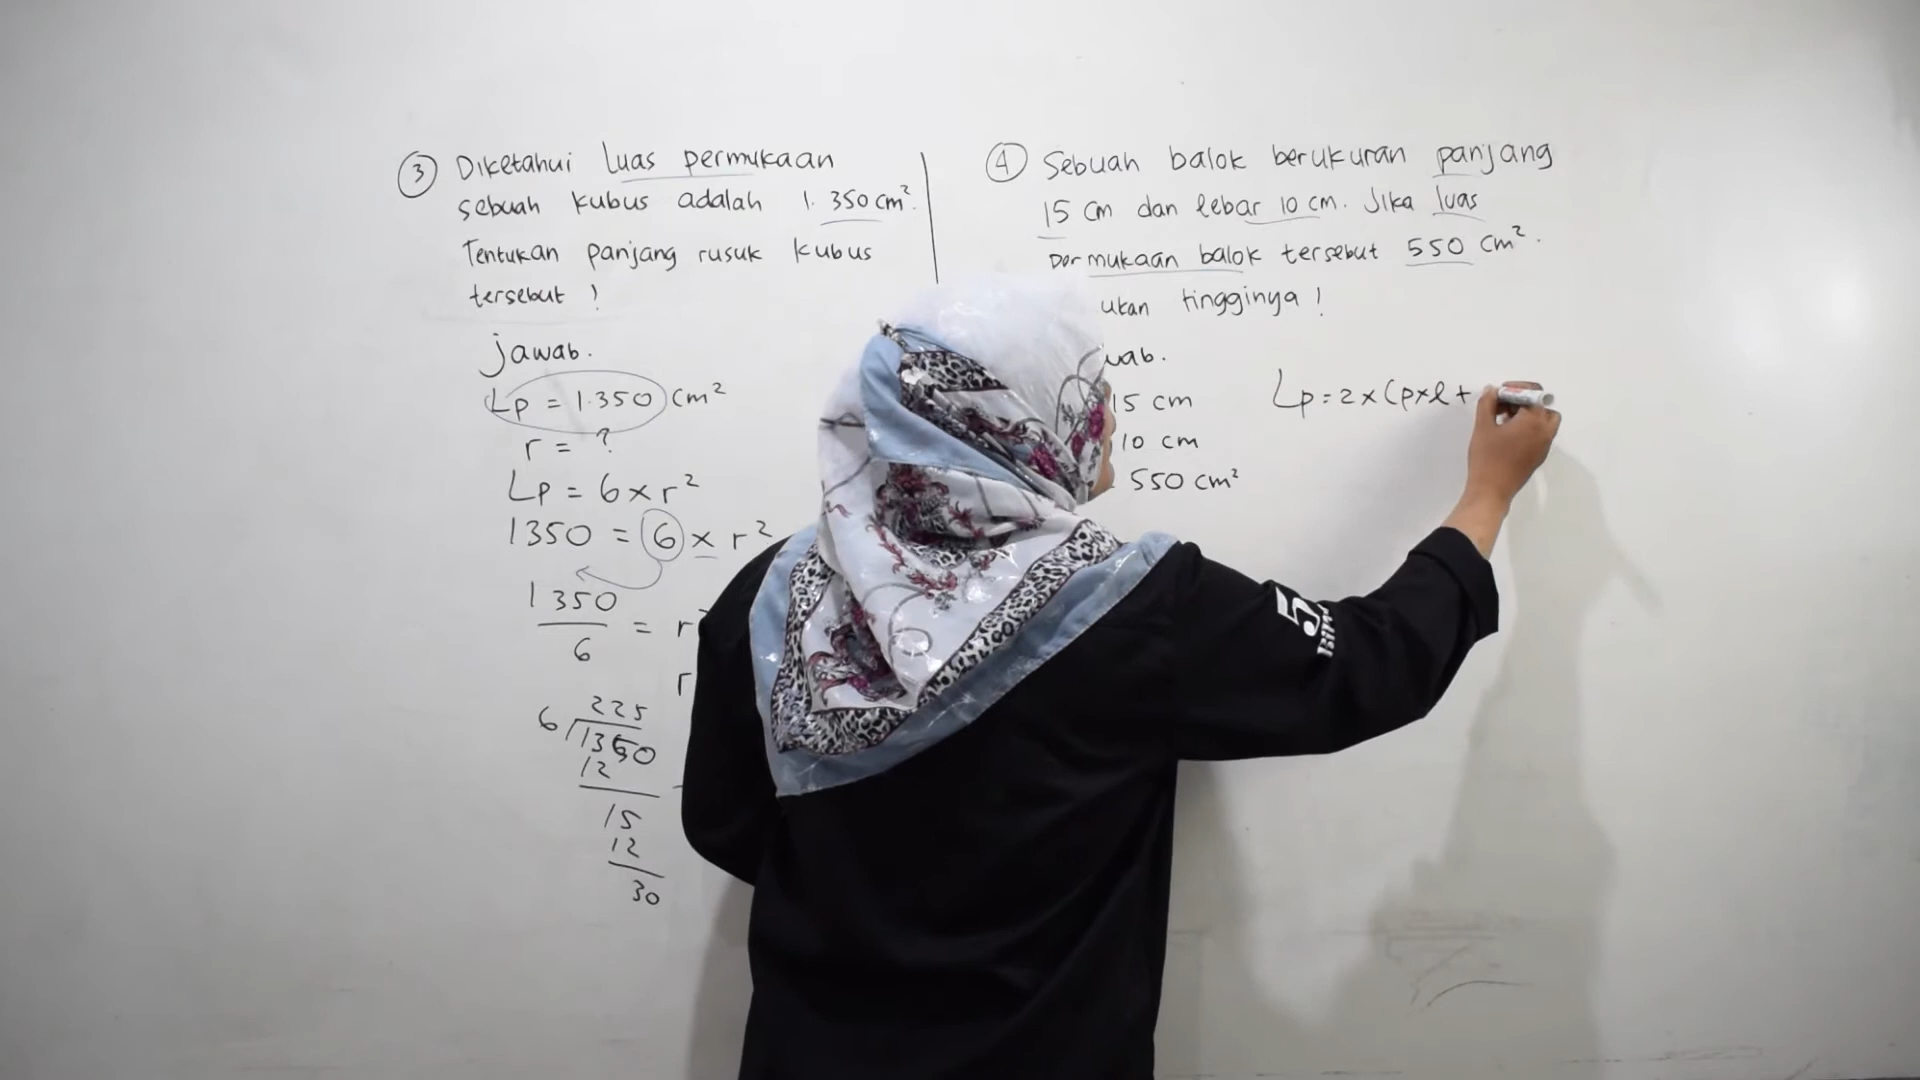 3 Diketahui Luas permukaan
sebuah kubus adalah 1.350 cm².
Tentukan panjang rusuk kubus
tersebut !
jawab.
Lp = 1.350 cm²
r = ?
Lp = 6 x r²
1350 = 6 x r²
1350
6
= r
r
225
6 1350
12
15
12
30
4 Sebuah balok berukuran panjang
15 cm dan lebar 10 cm. Jika luas
permukaan balok tersebut 550 cm².
ukan tingginya !
wab.
15 cm
10 cm
550 cm²
Lp = 2 x (p x l +
5